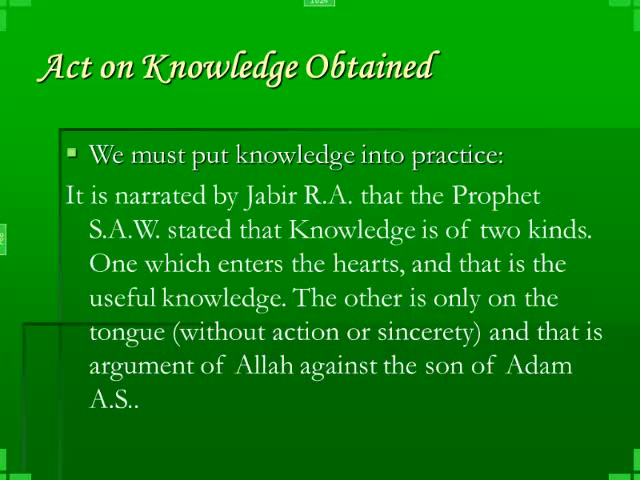 Act on Knowledge Obtained
We must put knowledge into practice:
It is narrated by Jabir R.A. that the Prophet
S.A.W. stated that Knowledge is of two kinds.
One which enters the hearts, and that is the
useful knowledge. The other is only on the
tongue (without action or sincerety) and that is
argument of Allah against the son of Adam
A.S..